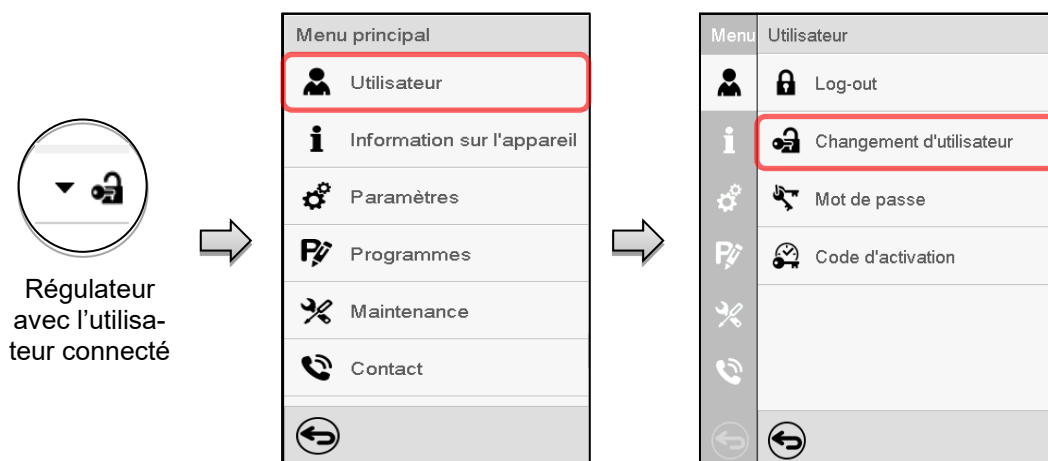 Régulateur
avec l'utilisa-
teur connecté
Menu principal
Utilisateur
Information sur l'appareil
Paramètres
Programmes
Maintenance
Contact
Menu
Utilisateur
Log-out
Changement d'utilisateur
Mot de passe
Code d'activation